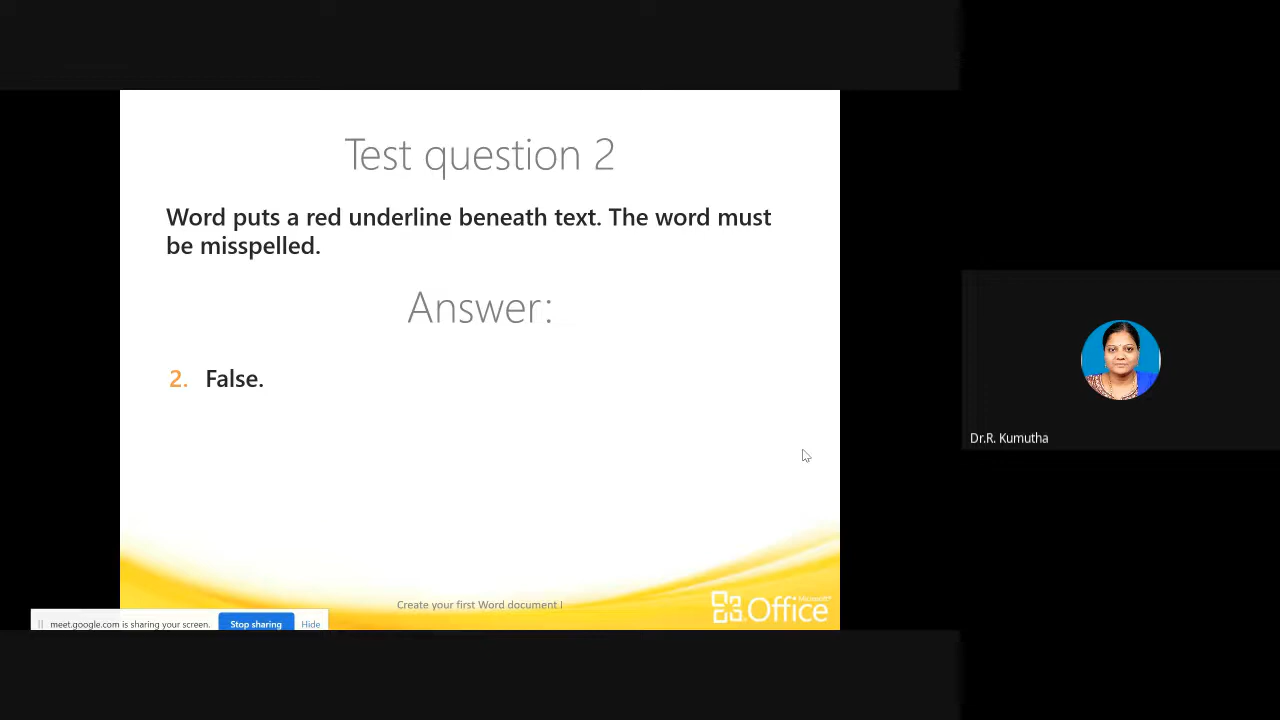 Test question 2
Word puts a red underline beneath text. The word must
be misspelled.
Answer:
2. False.
Dr.R. Kumutha
Create your first Word document I
Microsoft
Office
meet.google.com is sharing your screen. Stop sharing Hide